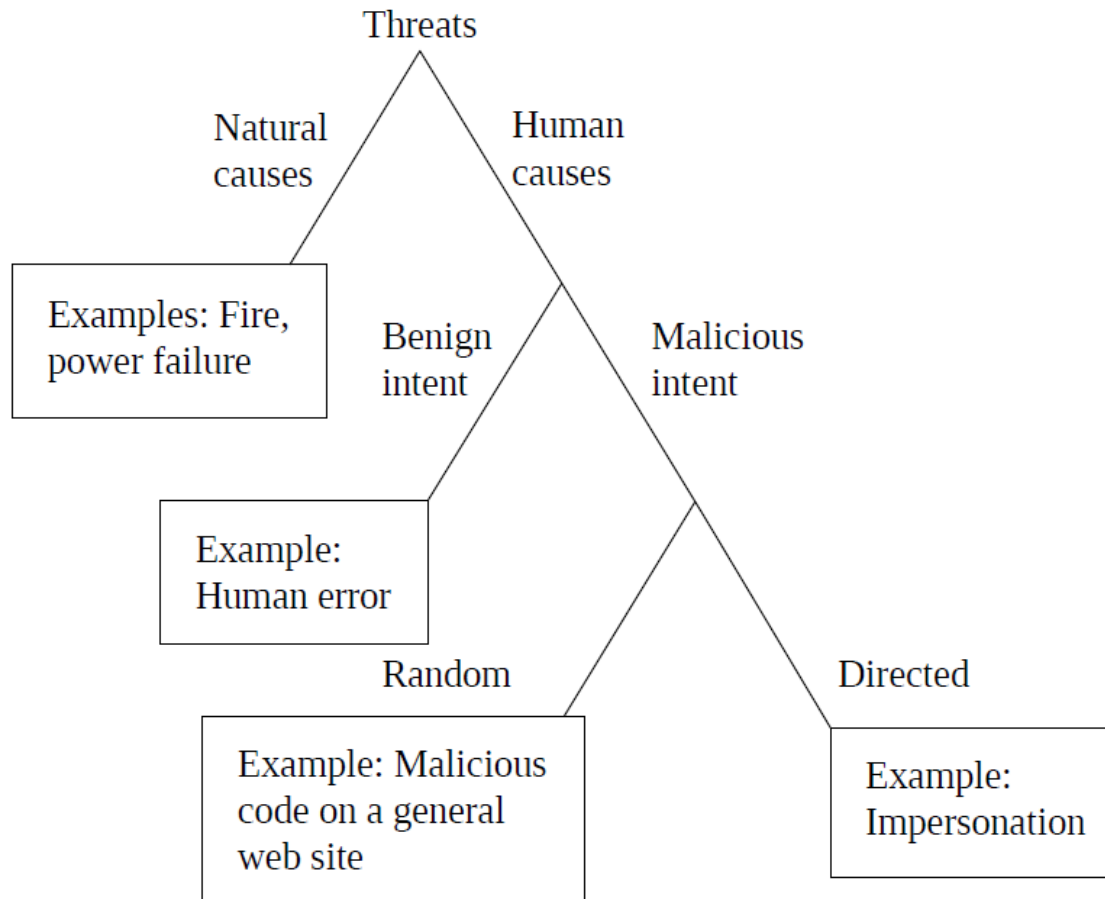 Threats
Natural
causes
Human
causes
Examples: Fire,
power failure
Benign
intent
Malicious
intent
Example:
Human error
Random
Directed
Example: Malicious
code on a general
web site
Example:
Impersonation